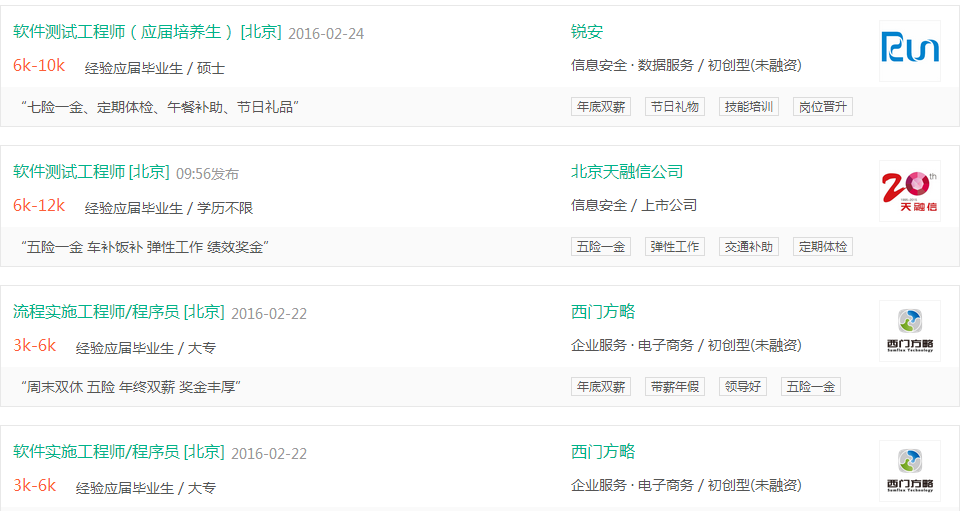 软件测试工程师（应届培养生）[北京] 2016-02-24
锐安
6k-10k 经验应届毕业生 / 硕士
信息安全 · 数据服务 / 初创型(未融资)
“七险一金、定期体检、午餐补助、节日礼品”
年底双薪 节日礼物 技能培训 岗位晋升
Run
软件测试工程师 [北京] 09:56发布
北京天融信公司
6k-12k 经验应届毕业生 / 学历不限
信息安全 / 上市公司
“五险一金 车补饭补 弹性工作 绩效奖金”
五险一金 弹性工作 交通补助 定期体检
20th
天融信
流程实施工程师/程序员 [北京] 2016-02-22
西门方略
3k-6k 经验应届毕业生 / 大专
企业服务 · 电子商务 / 初创型(未融资)
“周末双休 五险 年终双薪 奖金丰厚”
年底双薪 带薪年假 领导好 五险一金
西门方略
软件实施工程师/程序员 [北京] 2016-02-22
西门方略
3k-6k 经验应届毕业生 / 大专
企业服务 · 电子商务 / 初创型(未融资)
西门方略